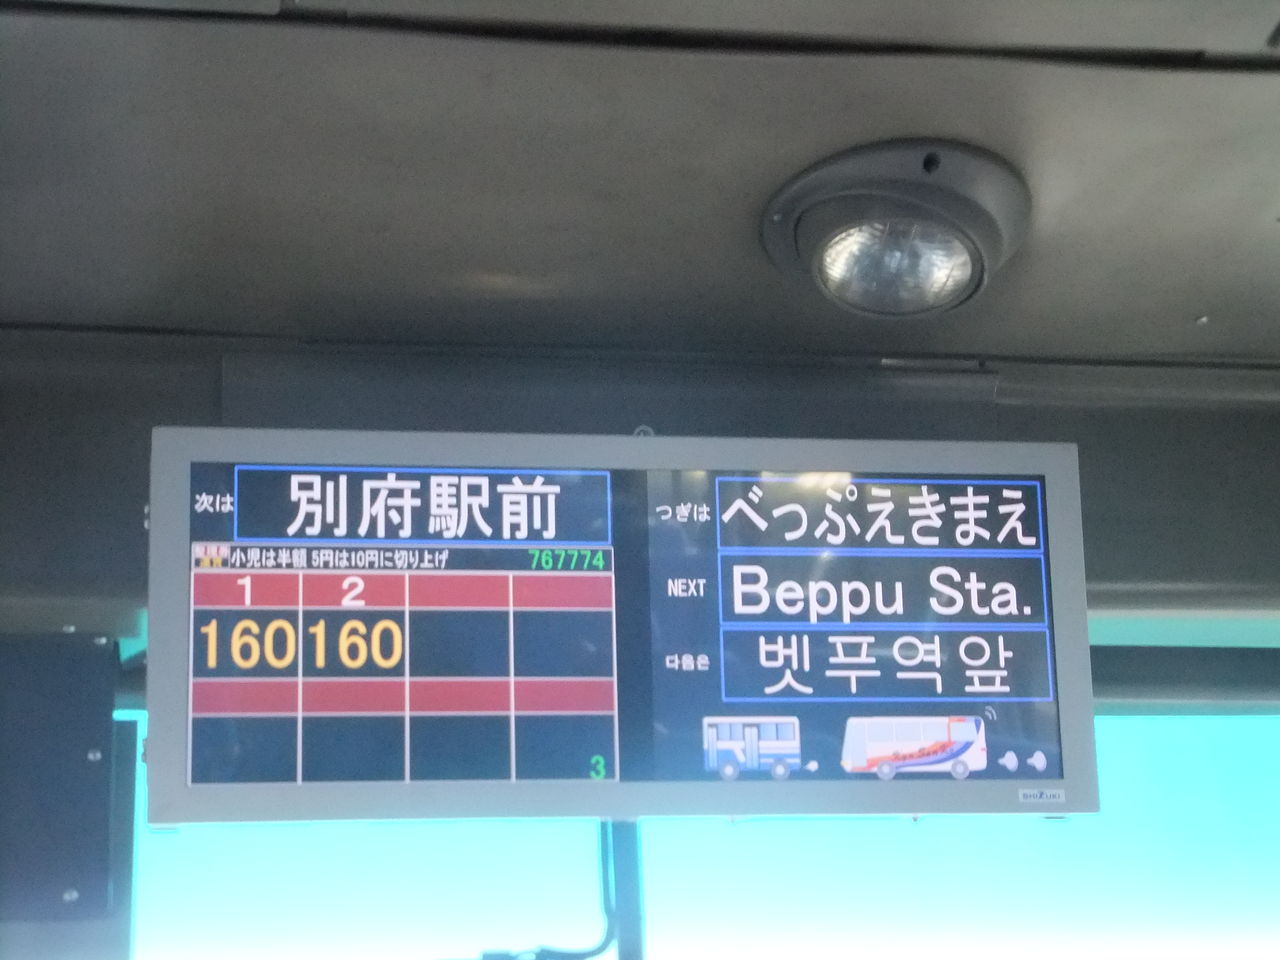 次は 別府駅前
小児は半額 5円は10円に切り上げ 767774
1 2
160 160
3
つぎは べっぷえきまえ
NEXT Beppu Sta.
다음은 벳푸역앞
KyuSanKo
SHIZUKI